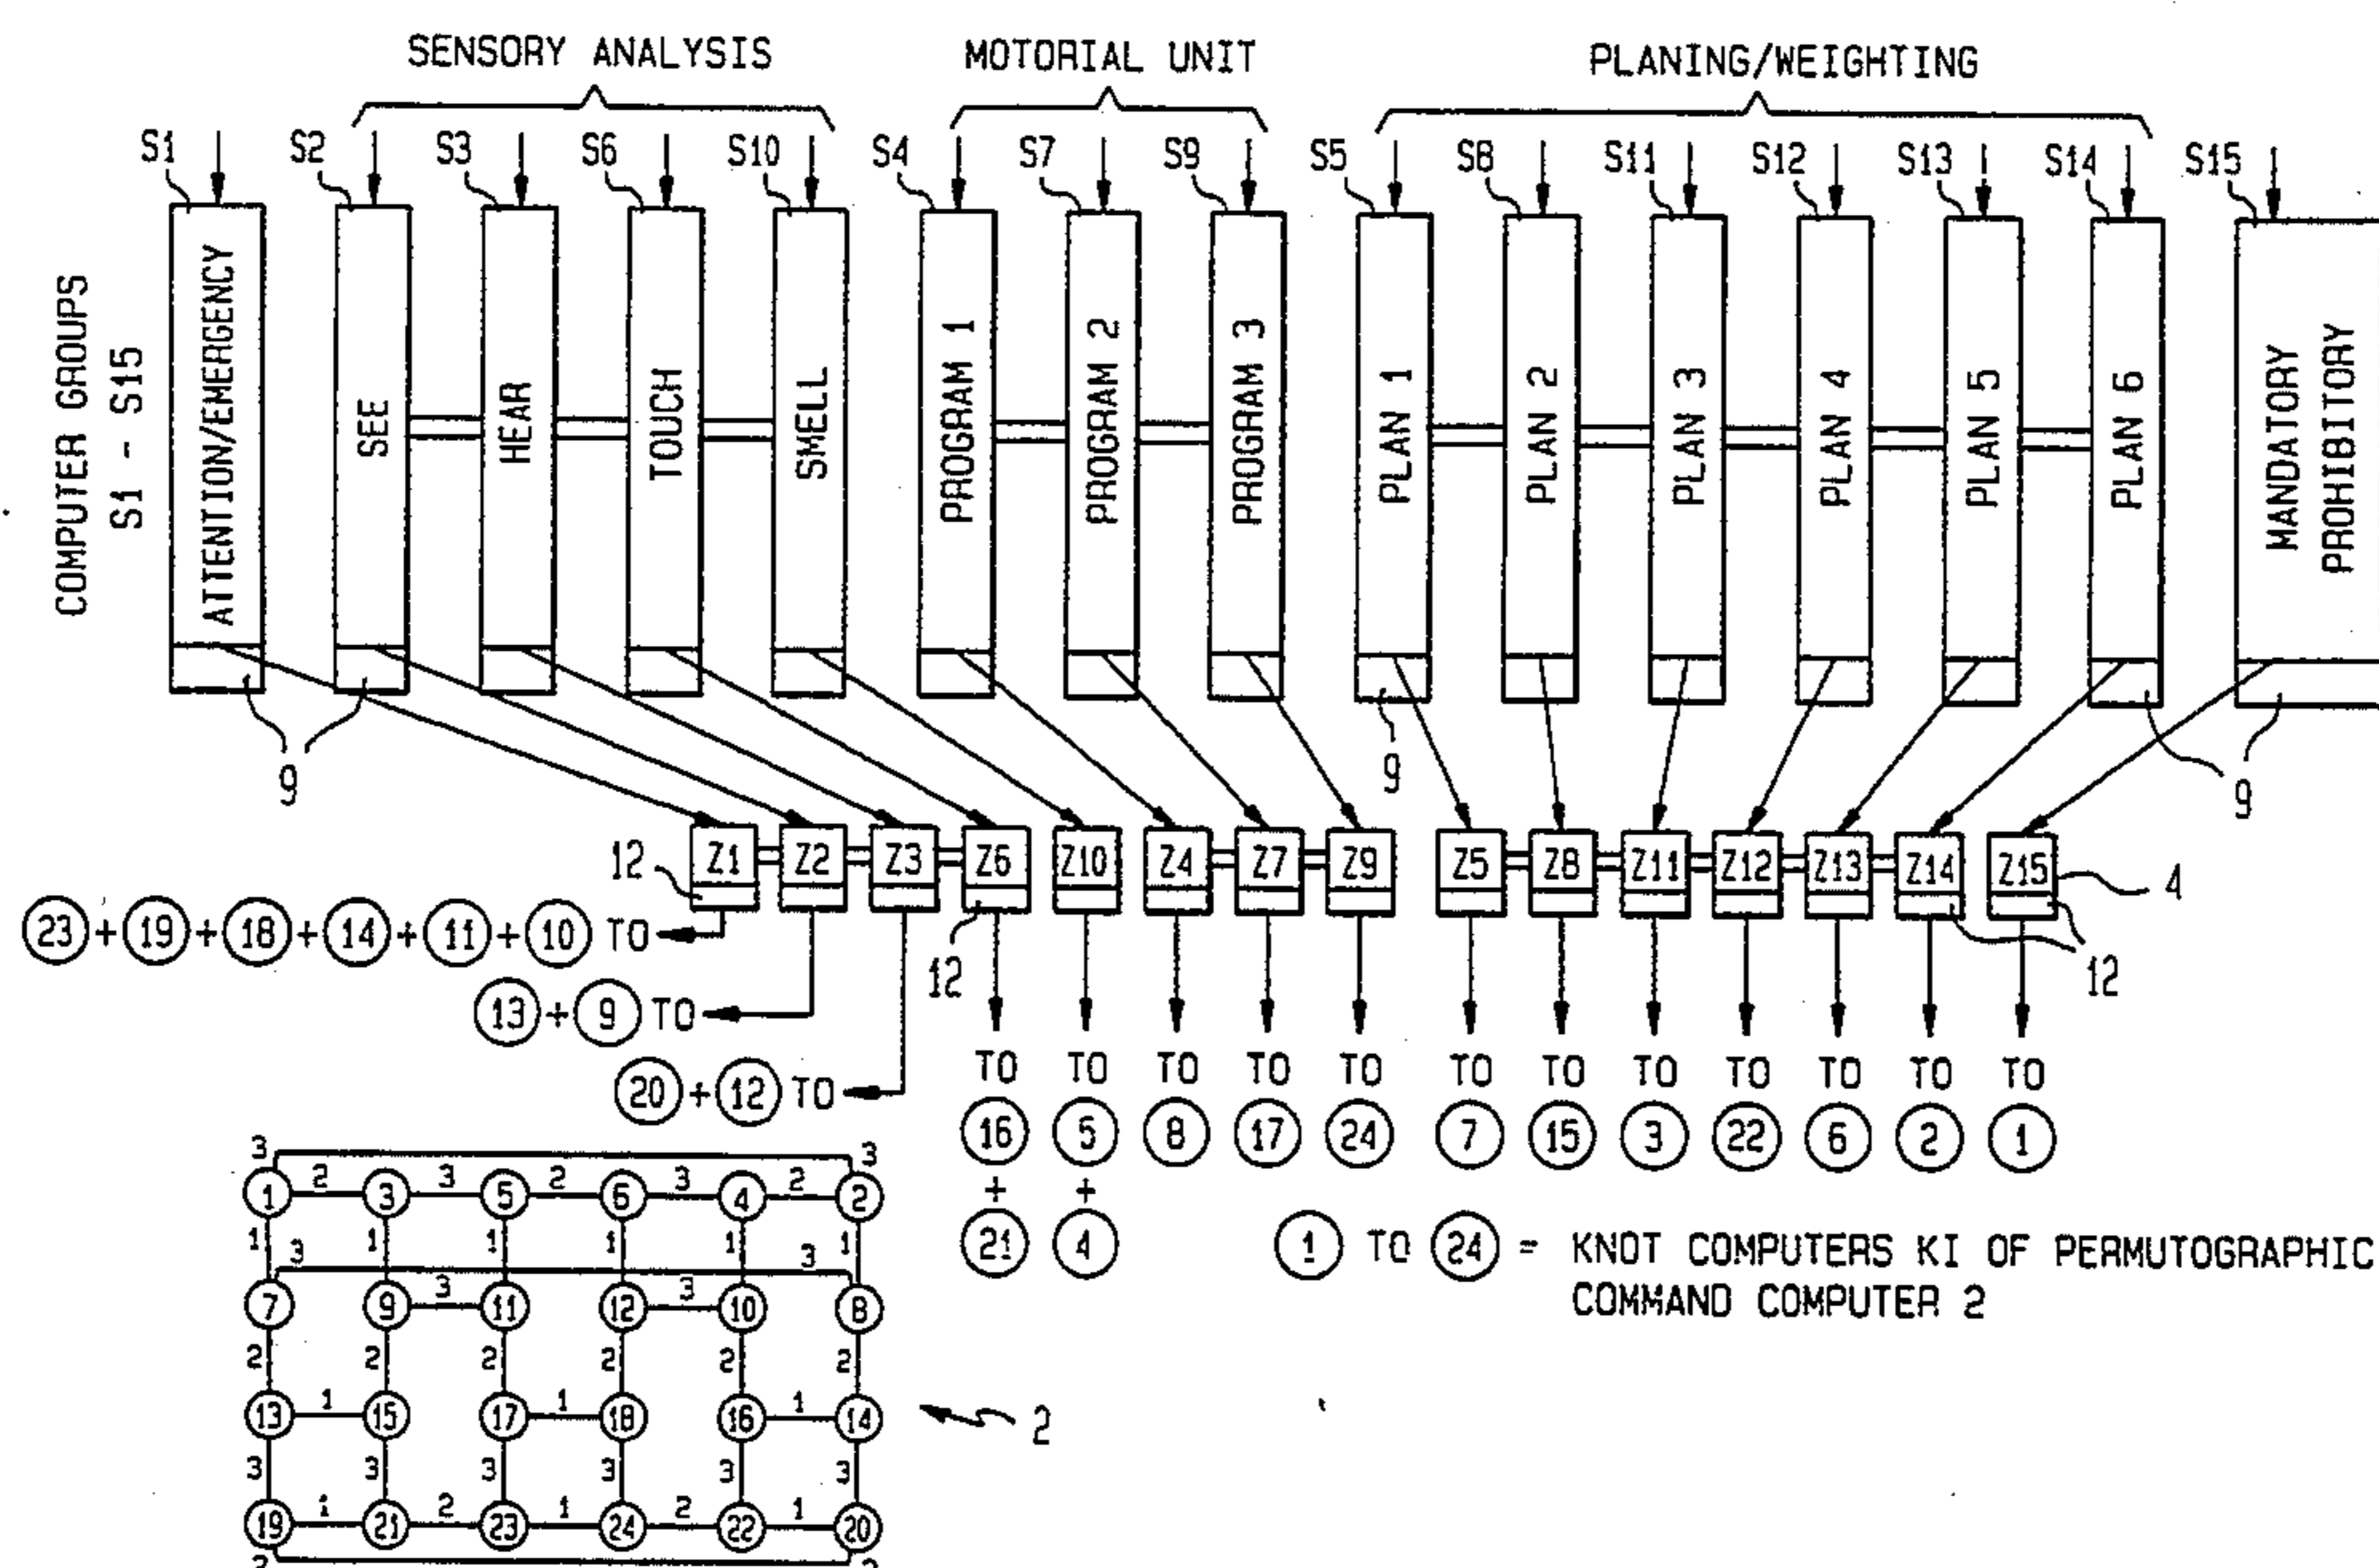 SENSORY ANALYSIS
MOTORIAL UNIT
PLANING/WEIGHTING
S1 S2 S3 S6 S10 S4 S7 S9 S5 S8 S11 S12 S13 S14 S15
COMPUTER GROUPS
S1 - S15
ATTENTION/EMERGENCY
SEE
HEAR
TOUCH
SMELL
PROGRAM 1
PROGRAM 2
PROGRAM 3
PLAN 1
PLAN 2
PLAN 3
PLAN 4
PLAN 5
PLAN 6
MANDATORY
PROHIBITORY
9 9 9
12 Z1 Z2 Z3 Z6 Z10 Z4 Z7 Z9 Z5 Z8 Z11 Z12 Z13 Z14 Z15 4
23+19+18+14+11+10 TO
12 12
13+9 TO
20+12 TO
TO TO TO TO TO TO TO TO TO TO TO TO
16 5 8 17 24 7 15 3 22 6 2 1
+ +
21 4
1 TO 24 = KNOT COMPUTERS KI OF PERMUTOGRAPHIC
COMMAND COMPUTER 2
3 3
1 2 3 3 5 2 6 3 4 2 2
1 1 1 1 1 1
3 3
7 9 3 11 12 3 10 8
2 2 2 2 2 2
13 1 15 17 1 18 16 1 14
2
3 3 3 3 3 3
19 1 21 2 23 1 24 2 22 1 20